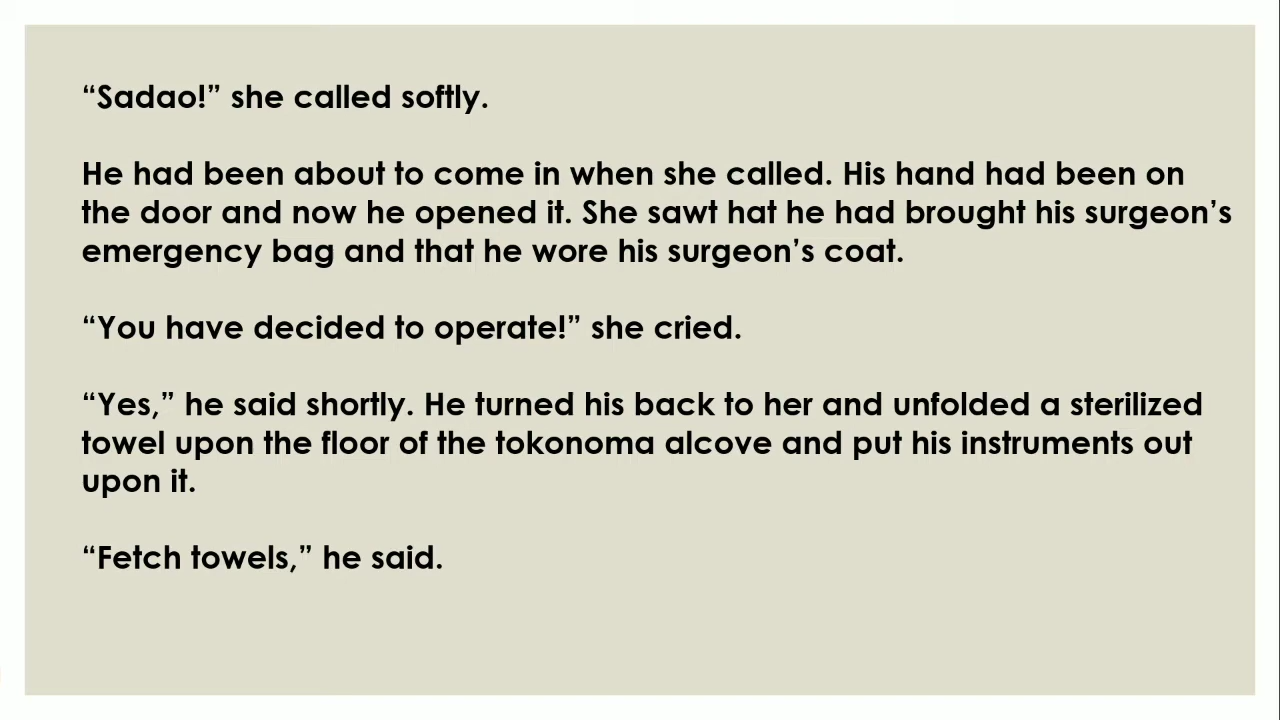 “Sadao!” she called softly.
He had been about to come in when she called. His hand had been on
the door and now he opened it. She sawt hat he had brought his surgeon’s
emergency bag and that he wore his surgeon’s coat.
“You have decided to operate!” she cried.
“Yes,” he said shortly. He turned his back to her and unfolded a sterilized
towel upon the floor of the tokonoma alcove and put his instruments out
upon it.
“Fetch towels,” he said.